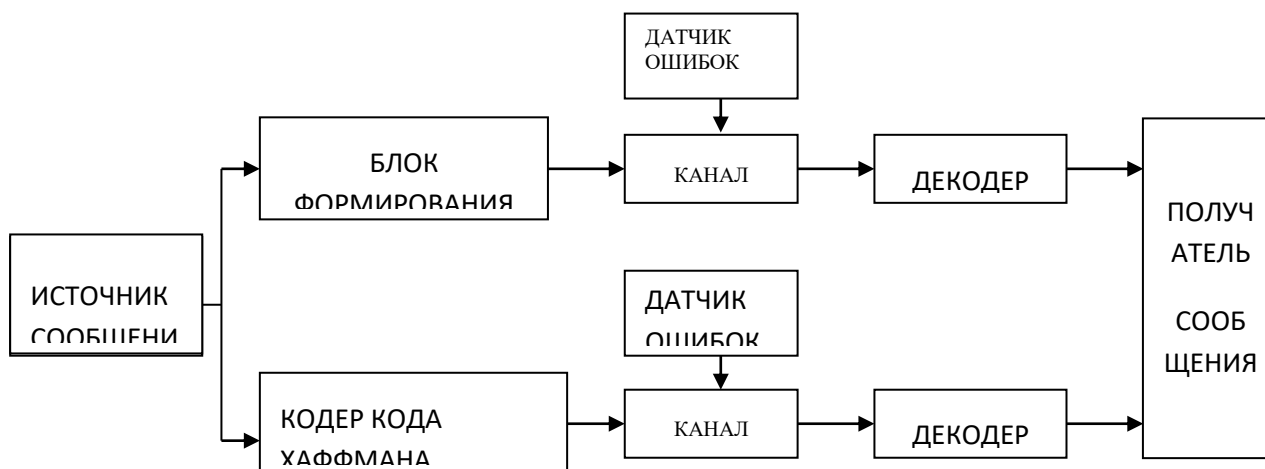 ДАТЧИК
ОШИБОК
БЛОК
ФОРМИРОВАНИЯ
КАНАЛ
ДЕКОДЕР
ПОЛУЧ
АТЕЛЬ
СООБ
ЩЕНИЯ
ИСТОЧНИК
СООБЩЕНИ
ДАТЧИК
ОШИБОК
КОДЕР КОДА
ХАФФМАНА
КАНАЛ
ДЕКОДЕР